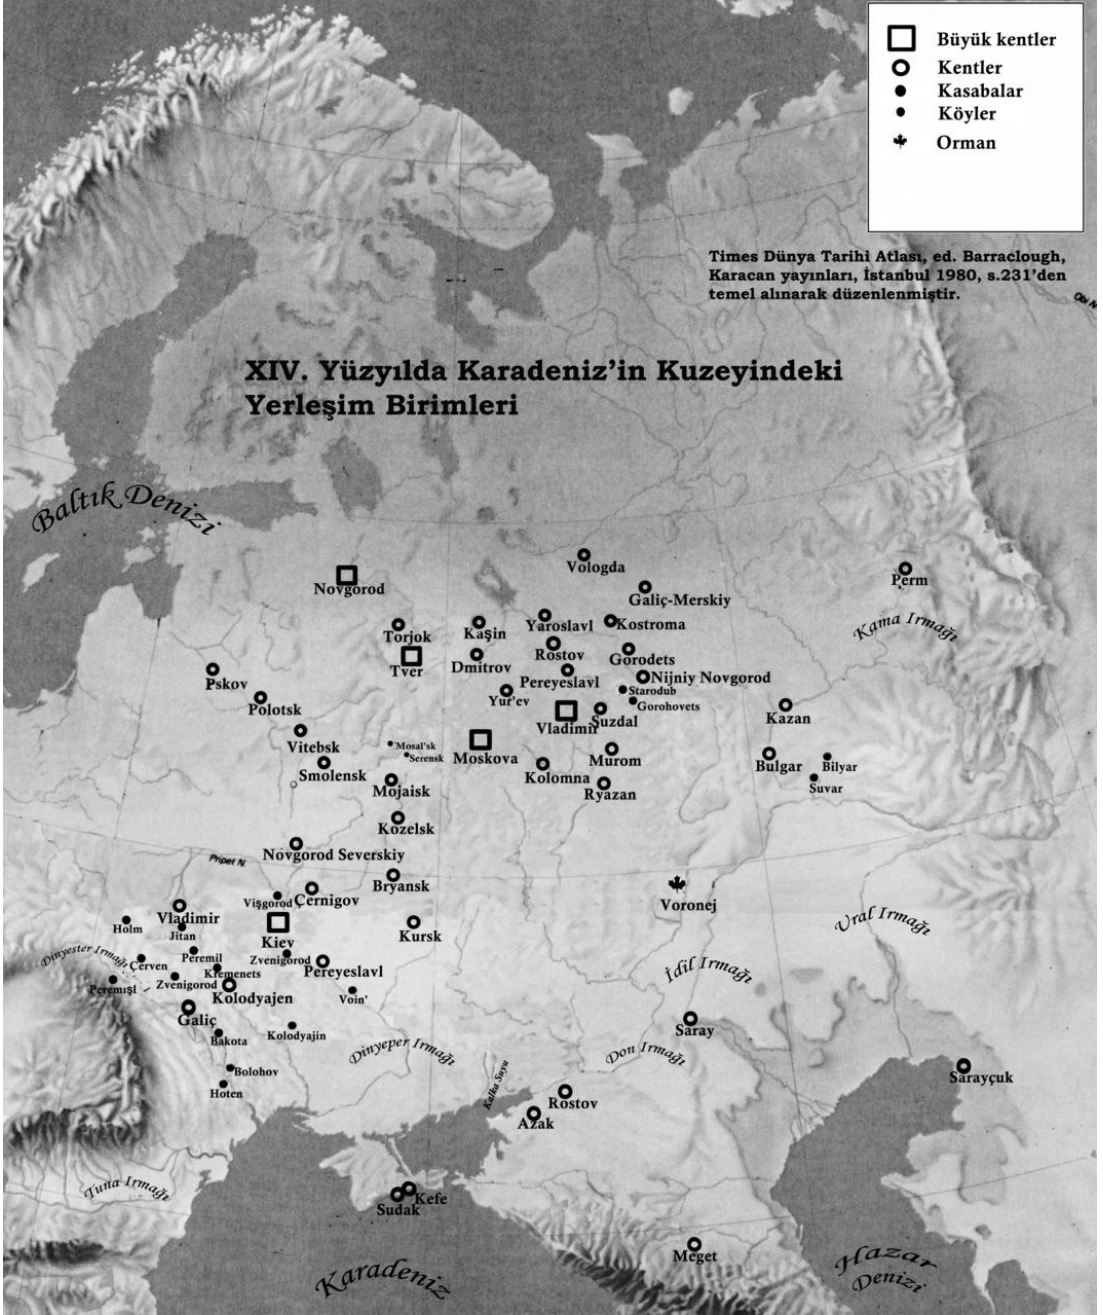 Büyük kentler
Kentler
Kasabalar
Köyler
Orman
Times Dünya Tarihi Atlası, ed. Barraclough,
Karacan yayınları, İstanbul 1980, s.231'den
temel alınarak düzenlenmiştir.
Obi N
XIV. Yüzyılda Karadeniz'in Kuzeyindeki
Yerleşim Birimleri
Baltık Denizi
Vologda
Novgorod
Perm
Galiç-Merskiy
Kama Irmağı
Torjok
Kaşin
Yaroslavl
Kostroma
Tver
Dmitrov
Rostov
Gorodets
Pskov
Pereyeslavl
Nijniy Novgorod
Starodub
Yur'ev
Gorohovets
Polotsk
Vladimir
Suzdal
Kazan
Vitebsk
Mosal'sk
Serensk
Moskova
Murom
Bulgar
Bilyar
Smolensk
Kolomna
Suvar
Mojaisk
Ryazan
Kozelsk
Novgorod Severskiy
Pripet N.
Bryansk
Vişgorod
Çernigov
Voronej
Vladimir
Holm
Jitan
Kiev
Kursk
Ural Irmağı
Dinyester Irmağı
Çerven
Peremil
Zvenigorod
Kremenets
Pereyeslavl
İdil Irmağı
Peremışl
Zvenigorod
Kolodyajen
Voin'
Galiç
Bakota
Kolodyajin
Saray
Dinyeper Irmağı
Don Irmağı
Bolohov
Hoten
Kalka Suyu
Sarayçuk
Rostov
Azak
Tuna Irmağı
Kefe
Sudak
Meget
Karadeniz
Hazar
Denizi